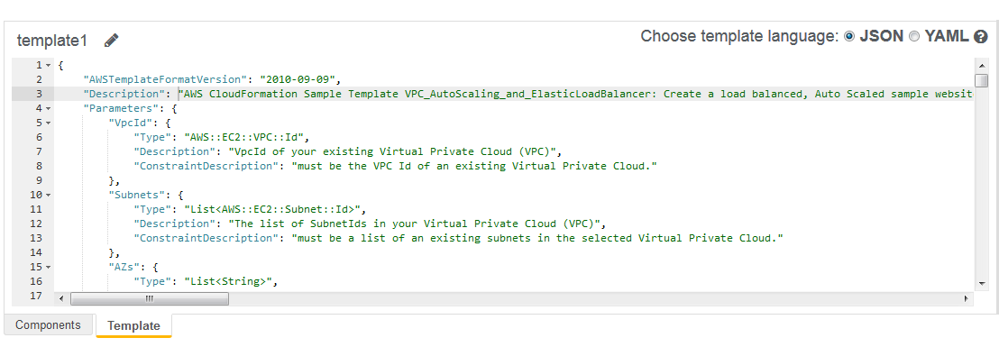 template1
Choose template language: JSON YAML
1 {
2 "AWSTemplateFormatVersion": "2010-09-09",
3 "Description": "AWS CloudFormation Sample Template VPC_AutoScaling_and_ElasticLoadBalancer: Create a load balanced, Auto Scaled sample websit
4 "Parameters": {
5 "VpcId": {
6 "Type": "AWS::EC2::VPC::Id",
7 "Description": "VpcId of your existing Virtual Private Cloud (VPC)",
8 "ConstraintDescription": "must be the VPC Id of an existing Virtual Private Cloud."
9 },
10 "Subnets": {
11 "Type": "List<AWS::EC2::Subnet::Id>",
12 "Description": "The list of SubnetIds in your Virtual Private Cloud (VPC)",
13 "ConstraintDescription": "must be a list of an existing subnets in the selected Virtual Private Cloud."
14 },
15 "AZs": {
16 "Type": "List<String>",
17
Components Template